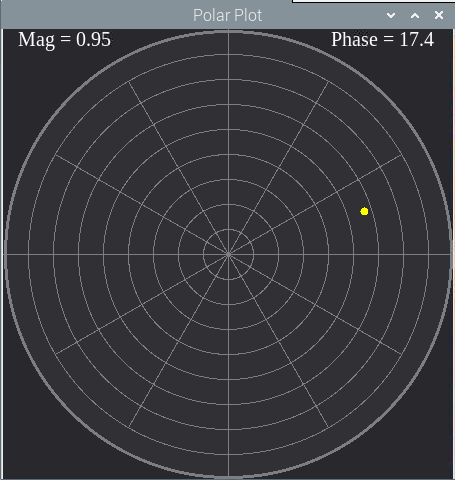 Polar Plot
Mag = 0.95
Phase = 17.4